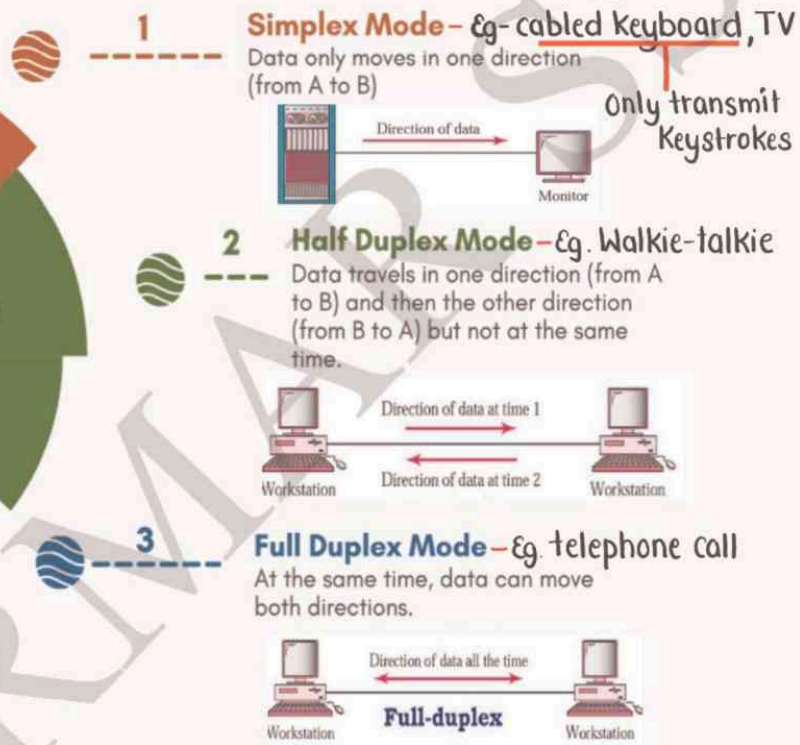 1
Simplex Mode – Eg- cabled Keyboard, TV
Data only moves in one direction
(from A to B)
Only transmit
Keystrokes
Direction of data
Monitor
2
Half Duplex Mode – Eg. Walkie-talkie
Data travels in one direction (from A
to B) and then the other direction
(from B to A) but not at the same
time.
Direction of data at time 1
Direction of data at time 2
Workstation
Workstation
3
Full Duplex Mode – Eg. telephone call
At the same time, data can move
both directions.
Direction of data all the time
Full-duplex
Workstation
Workstation